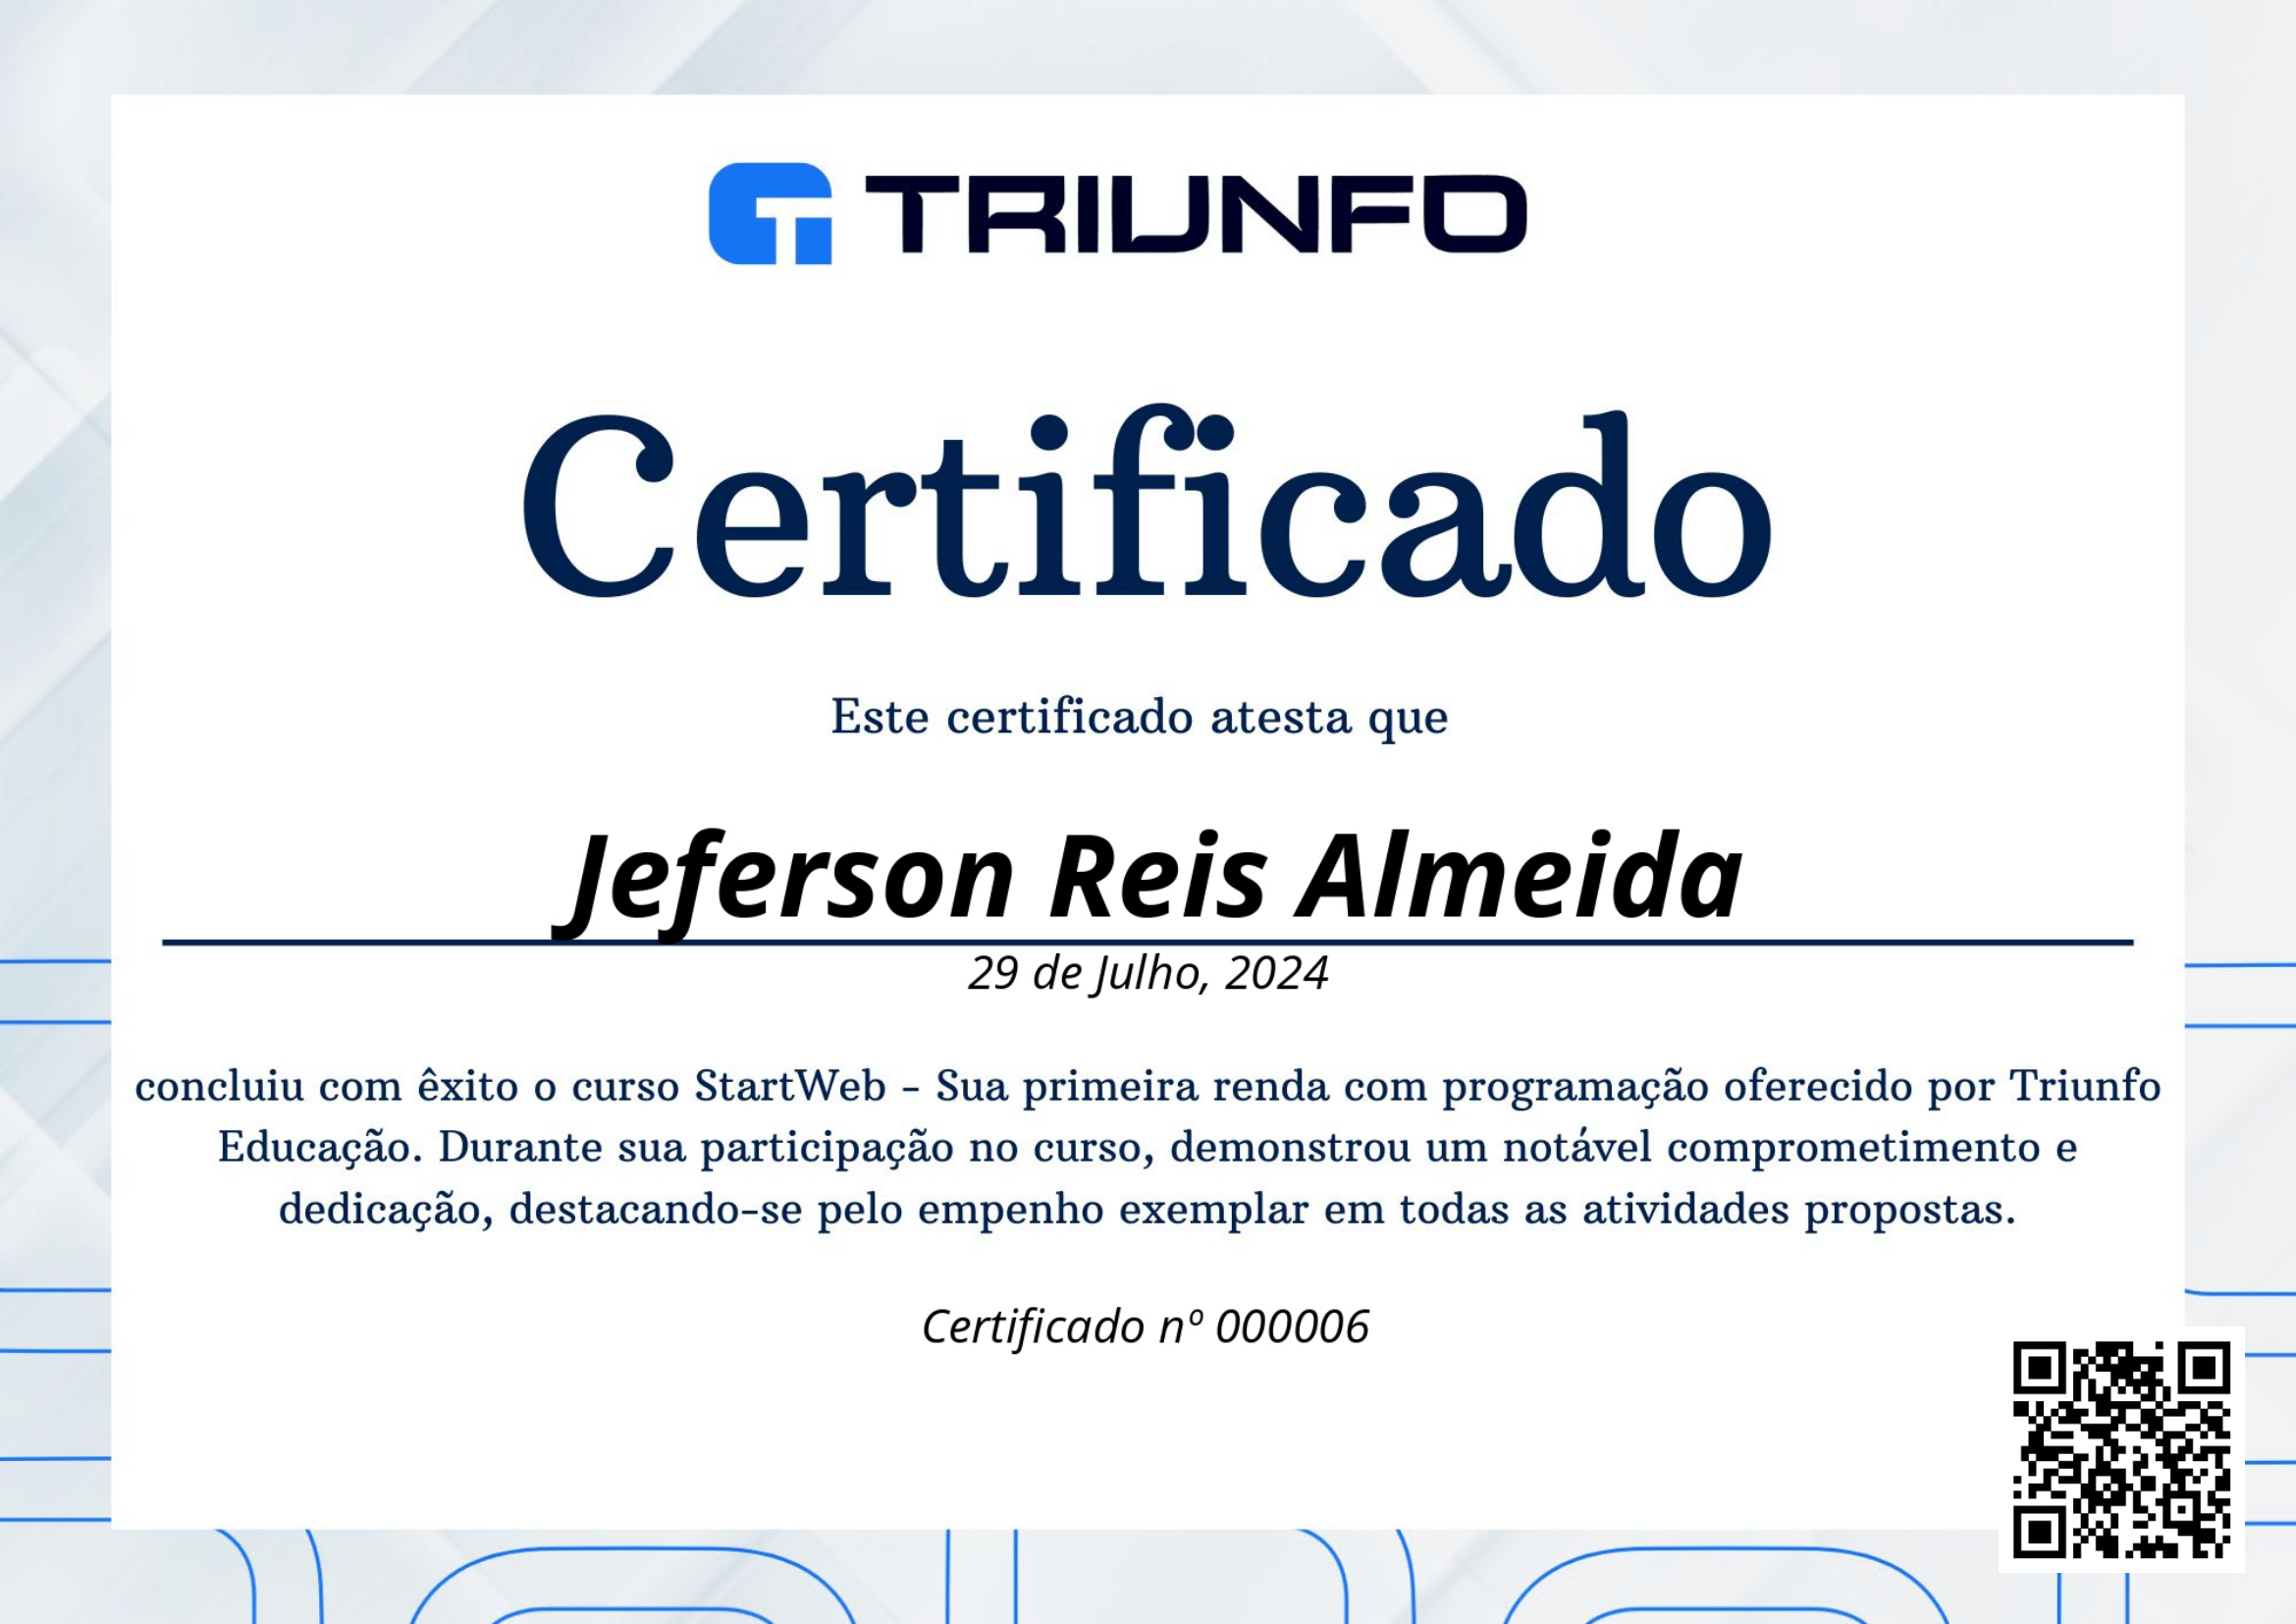 TRIUNFO
Certificado
Este certificado atesta que
Jeferson Reis Almeida
29 de Julho, 2024
concluiu com êxito o curso StartWeb - Sua primeira renda com programação oferecido por Triunfo
Educação. Durante sua participação no curso, demonstrou um notável comprometimento e
dedicação, destacando-se pelo empenho exemplar em todas as atividades propostas.
Certificado nº 000006